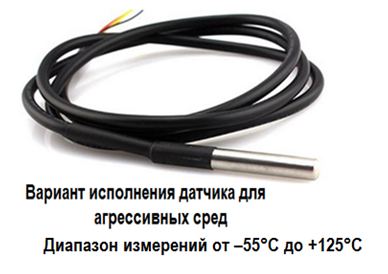 Вариант исполнения датчика для
агрессивных сред
Диапазон измерений от –55°С до +125°С